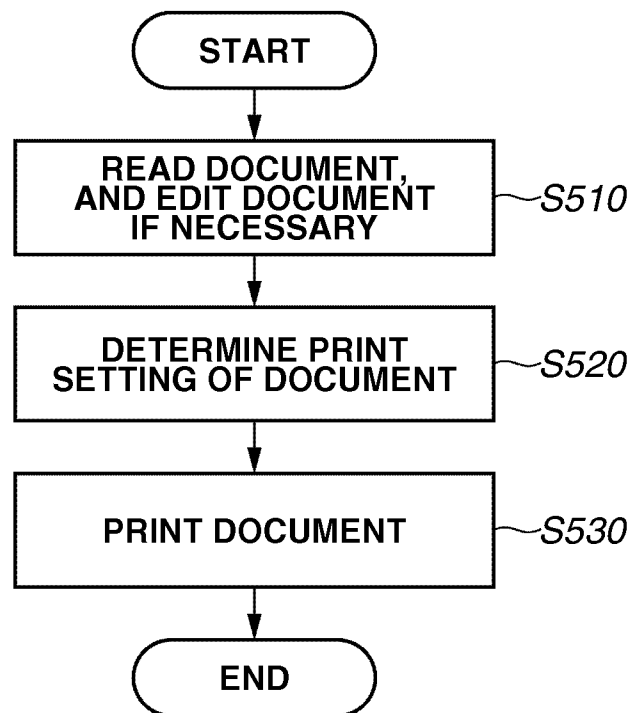 START
READ DOCUMENT,
AND EDIT DOCUMENT
IF NECESSARY
S510
DETERMINE PRINT
SETTING OF DOCUMENT
S520
PRINT DOCUMENT
S530
END